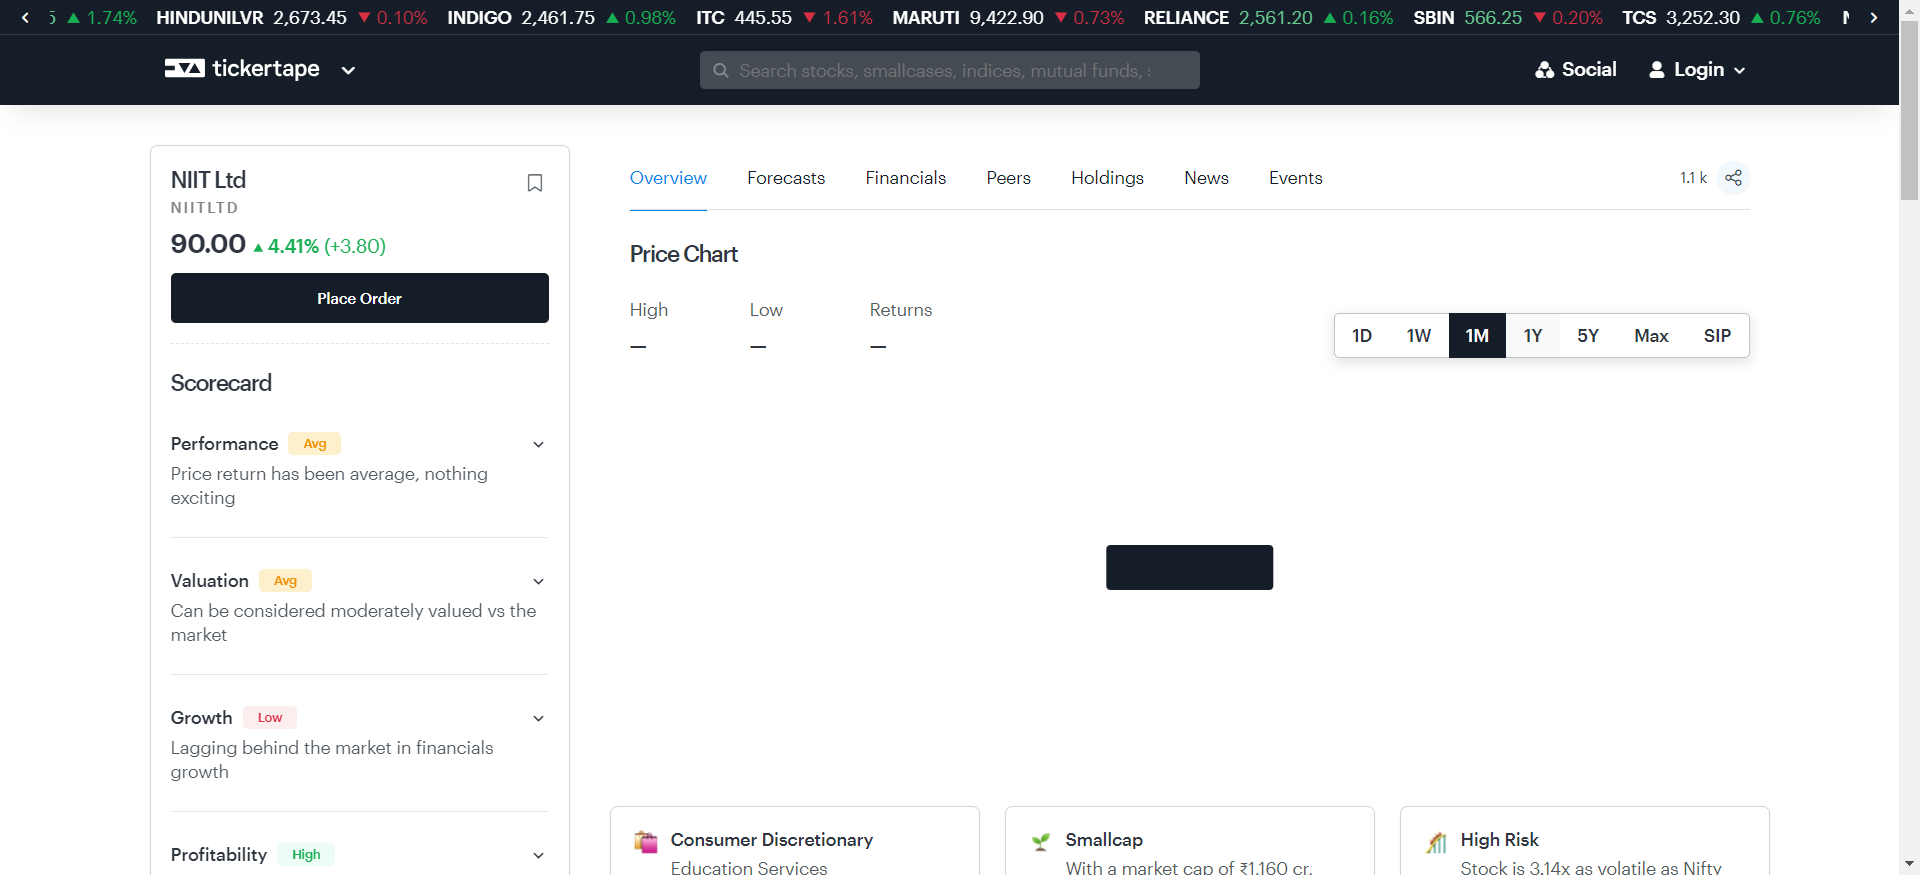 1.74% HINDUNILVR 2,673.45 0.10% INDIGO 2,461.75 0.98% ITC 445.55 1.61% MARUTI 9,422.90 0.73% RELIANCE 2,561.20 0.16% SBIN 566.25 0.20% TCS 3,252.30 0.76%
tickertape
Search stocks, smallcases, indices, mutual funds,
Social
Login
NIIT Ltd
NIITLTD
90.00 4.41% (+3.80)
Place Order
Scorecard
Performance Avg
Price return has been average, nothing
exciting
Valuation Avg
Can be considered moderately valued vs the
market
Growth Low
Lagging behind the market in financials
growth
Profitability High
Overview Forecasts Financials Peers Holdings News Events
1.1 k
Price Chart
High Low Returns
— — —
1D 1W 1M 1Y 5Y Max SIP
Consumer Discretionary
Education Services
Smallcap
With a market cap of ₹1,160 cr,
High Risk
Stock is 3.14x as volatile as Nifty